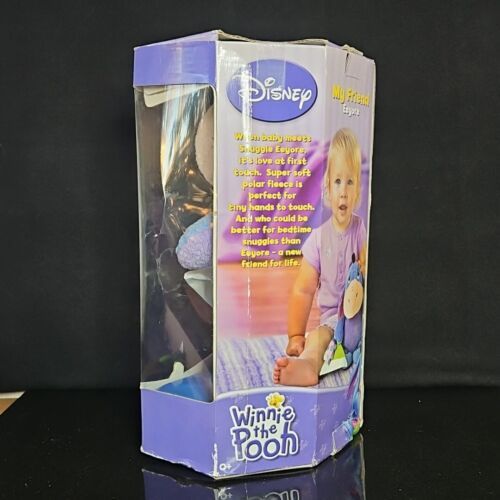 Disney
My Friend
Eeyore
When baby meets
Snuggle Eeyore,
it's love at first
touch. Super soft
polar fleece is
perfect for
tiny hands to touch.
And who could be
better for bedtime
snuggles than
Eeyore - a new
friend for life.
Winnie
the
Pooh
0+